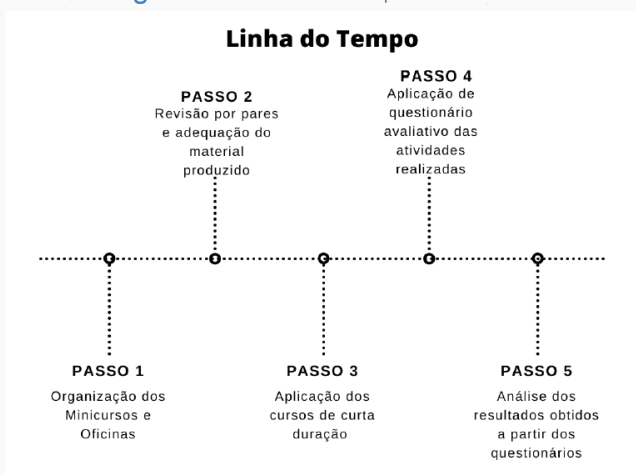 Linha do Tempo
PASSO 1
Organização dos
Minicursos e
Oficinas
PASSO 2
Revisão por pares
e adequação do
material
produzido
PASSO 3
Aplicação dos
cursos de curta
duração
PASSO 4
Aplicação de
questionário
avaliativo das
atividades
realizadas
PASSO 5
Análise dos
resultados obtidos
a partir dos
questionários